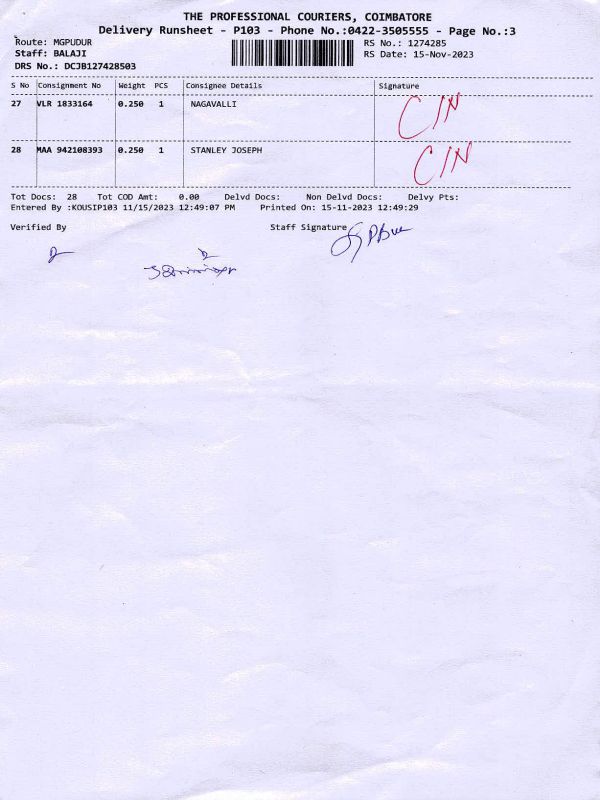 THE PROFESSIONAL COURIERS, COIMBATORE
Delivery Runsheet - P103 - Phone No.:0422-3505555 - Page No.:3
Route: MGPUDUR RS No.: 1274285
Staff: BALAJI RS Date: 15-Nov-2023
DRS No.: DCJB127428503
S No Consignment No Weight PCS Consignee Details Signature
27 VLR 1833164 0.250 1 NAGAVALLI C/N
28 MAA 942108393 0.250 1 STANLEY JOSEPH C/N
Tot Docs: 28 Tot COD Amt: 0.00 Delvd Docs: Non Delvd Docs: Delvy Pts:
Entered By :KOUSIP103 11/15/2023 12:49:07 PM Printed On: 15-11-2023 12:49:29
Verified By Staff Signature